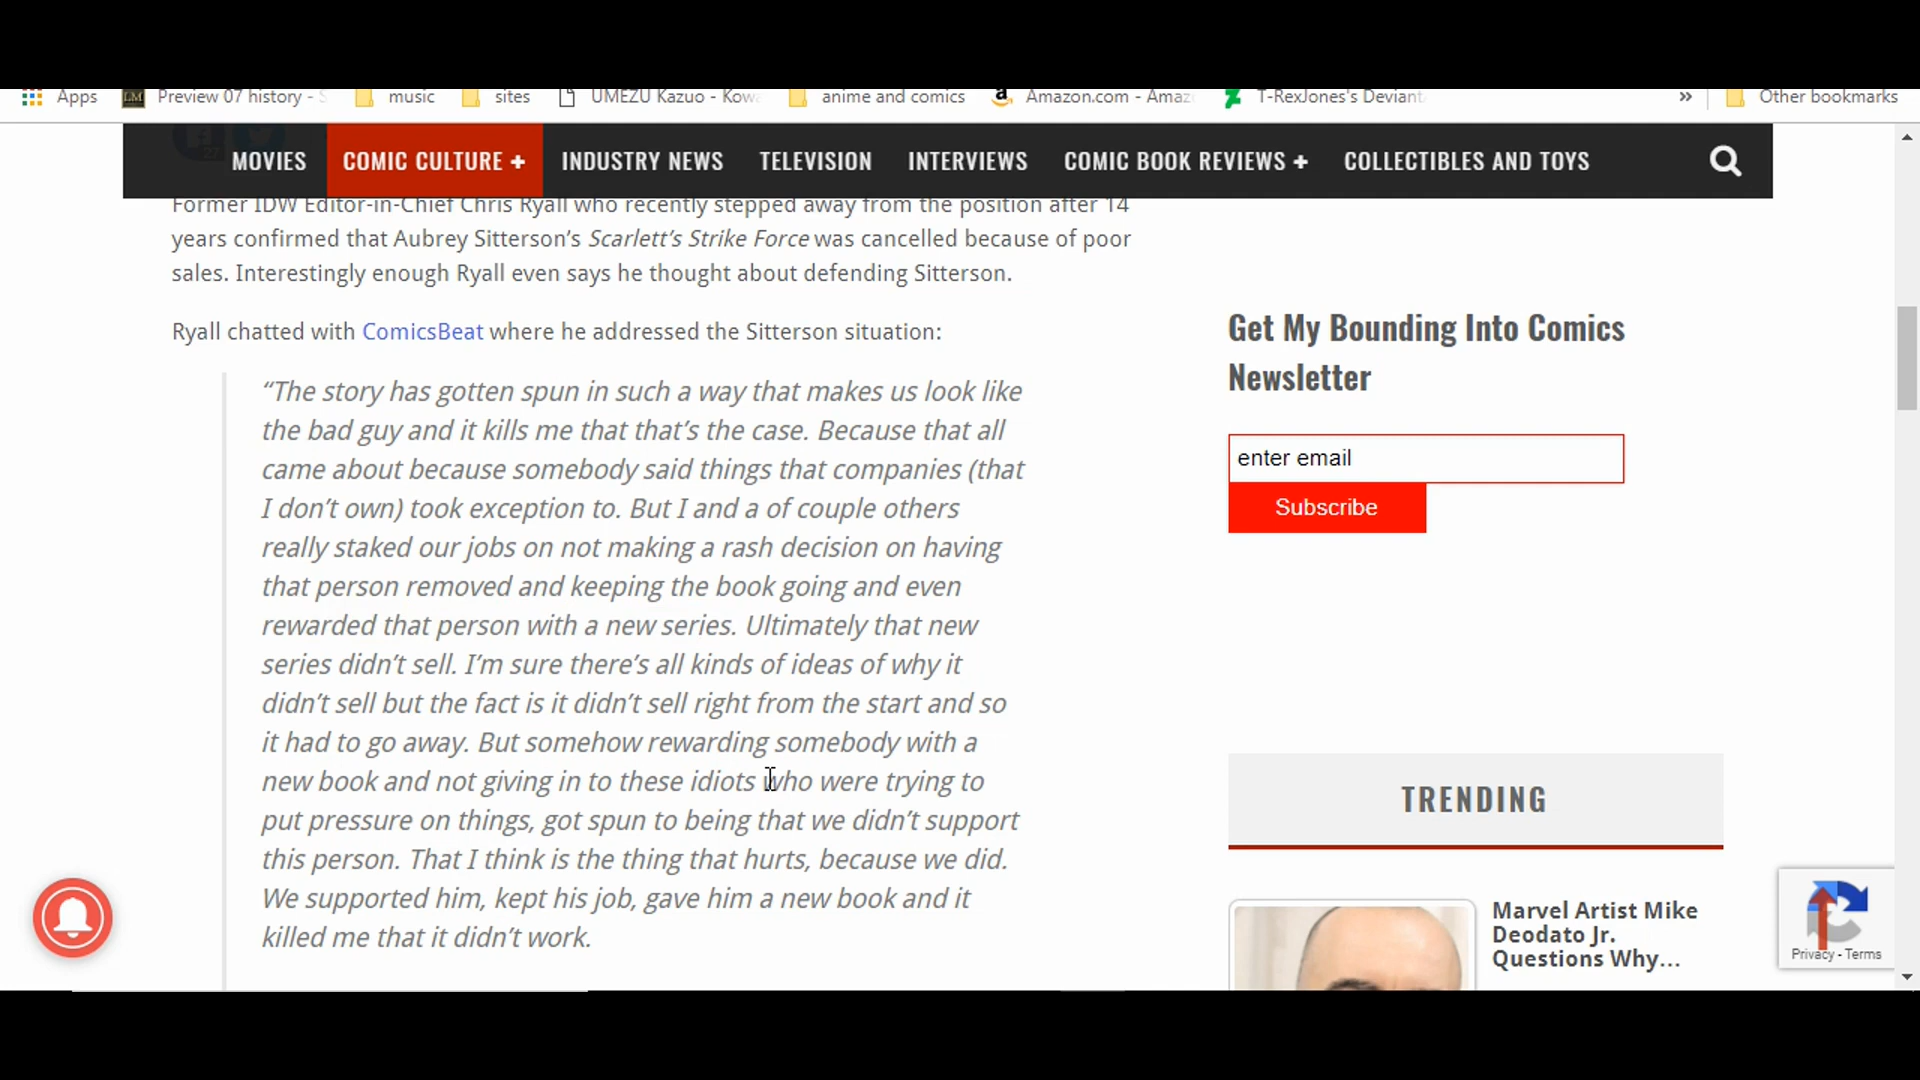 Apps
Preview 07 history - S
music
sites
UMEZU Kazuo - Kowa
anime and comics
Amazon.com - Amaz
T-RexJones's Deviant
»
Other bookmarks
MOVIES
COMIC CULTURE +
INDUSTRY NEWS
TELEVISION
INTERVIEWS
COMIC BOOK REVIEWS +
COLLECTIBLES AND TOYS
Former IDW Editor-in-Chief Chris Ryall who recently stepped away from the position after 14
years confirmed that Aubrey Sitterson’s Scarlett’s Strike Force was cancelled because of poor
sales. Interestingly enough Ryall even says he thought about defending Sitterson.
Ryall chatted with ComicsBeat where he addressed the Sitterson situation:
“The story has gotten spun in such a way that makes us look like
the bad guy and it kills me that that’s the case. Because that all
came about because somebody said things that companies (that
I don’t own) took exception to. But I and a of couple others
really staked our jobs on not making a rash decision on having
that person removed and keeping the book going and even
rewarded that person with a new series. Ultimately that new
series didn’t sell. I’m sure there’s all kinds of ideas of why it
didn’t sell but the fact is it didn’t sell right from the start and so
it had to go away. But somehow rewarding somebody with a
new book and not giving in to these idiots who were trying to
put pressure on things, got spun to being that we didn’t support
this person. That I think is the thing that hurts, because we did.
We supported him, kept his job, gave him a new book and it
killed me that it didn’t work.
Get My Bounding Into Comics
Newsletter
enter email
Subscribe
TRENDING
Marvel Artist Mike
Deodato Jr.
Questions Why...
Privacy - Terms